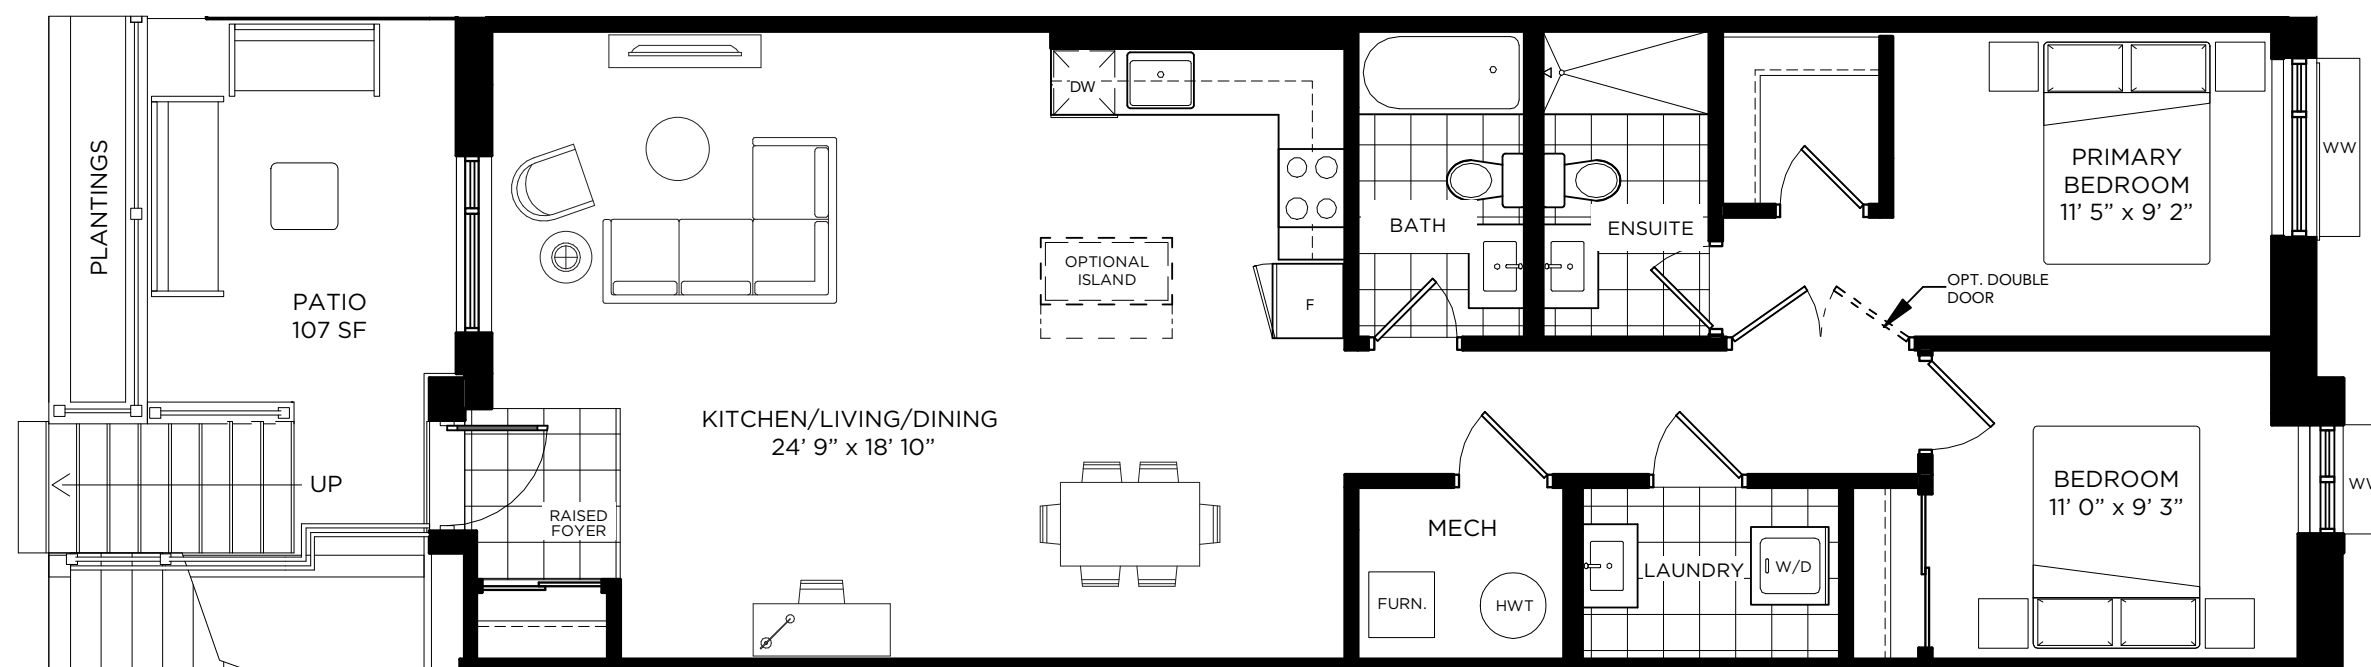 PLANTINGS
PATIO
107 SF
UP
RAISED
FOYER
KITCHEN/LIVING/DINING
24' 9” x 18' 10”
DW
OPTIONAL
ISLAND
F
BATH
ENSUITE
PRIMARY
BEDROOM
11' 5” x 9' 2”
WW
OPT. DOUBLE
DOOR
MECH
FURN.
HWT
LAUNDRY
W/D
BEDROOM
11' 0” x 9' 3”